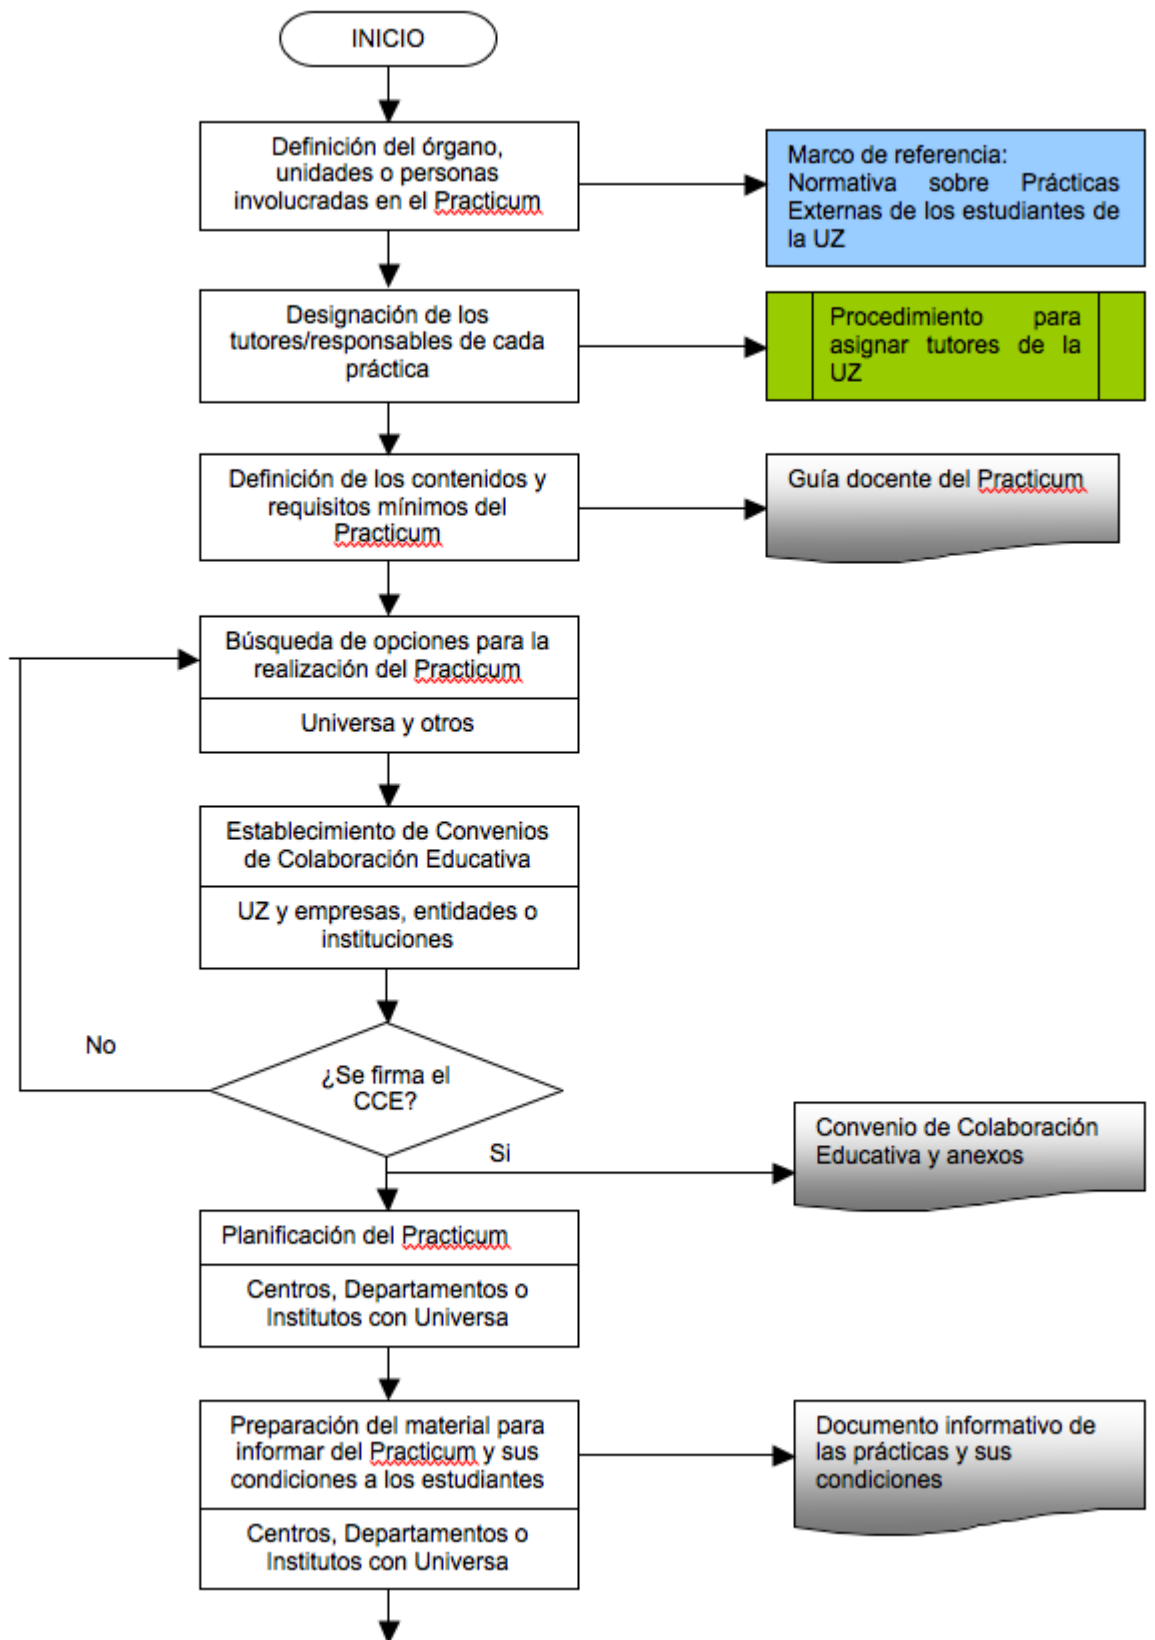 INICIO
Definición del órgano,
unidades o personas
involucradas en el Practicum
Marco de referencia:
Normativa sobre Prácticas
Externas de los estudiantes de
la UZ
Designación de los
tutores/responsables de cada
práctica
Procedimiento para
asignar tutores de la
UZ
Definición de los contenidos y
requisitos mínimos del
Practicum
Guía docente del Practicum
Búsqueda de opciones para la
realización del Practicum
Universa y otros
Establecimiento de Convenios
de Colaboración Educativa
UZ y empresas, entidades o
instituciones
No
¿Se firma el
CCE?
Si
Convenio de Colaboración
Educativa y anexos
Planificación del Practicum
Centros, Departamentos o
Institutos con Universa
Preparación del material para
informar del Practicum y sus
condiciones a los estudiantes
Documento informativo de
las prácticas y sus
condiciones
Centros, Departamentos o
Institutos con Universa